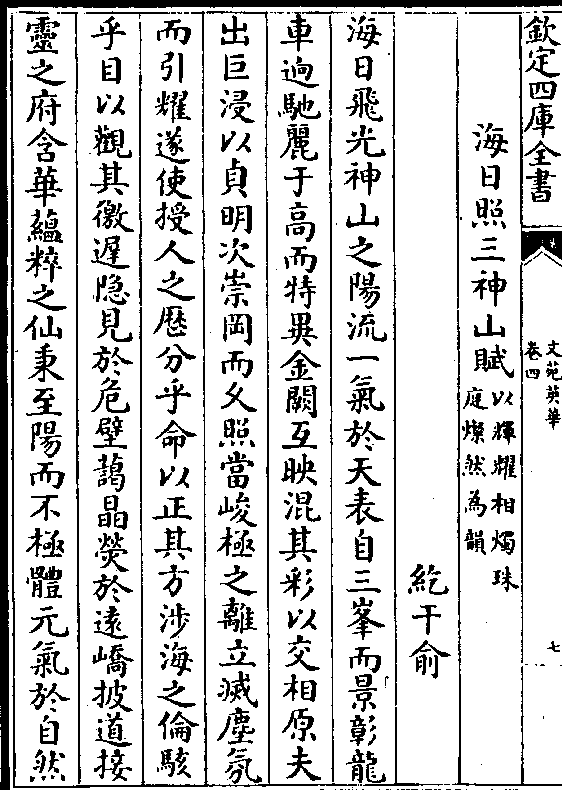 欽定四庫全書
文苑英華
卷四
七
海日照三神山賦以輝耀相燭珠
庭燦然為韻
紇干俞
海日飛光神山之陽流一氣於天表自三峯而景彰龍
車逈馳麗于高而特異金闕互映混其彩以交相原夫
出巨浸以貞明次崇岡而久照當峻極之離立滅塵氛
而引耀遂使授人之厯分乎命以正其方涉海之倫駭
乎目以觀其徼遅隐見於危壁藹晶熒於遠嶠披道接
靈之府含華蘊粹之仙秉至陽而不極體元氣於自然